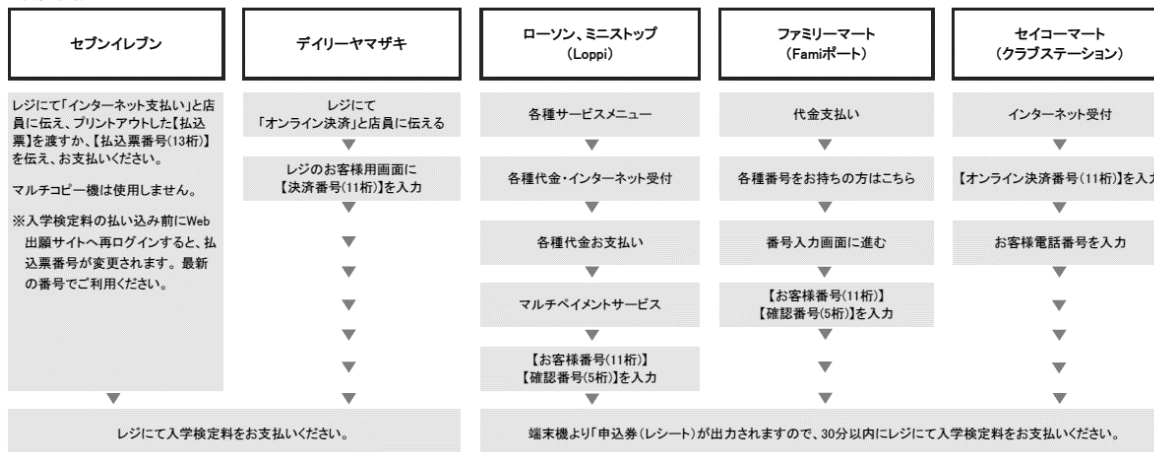 セブンイレブン
レジにて「インターネット支払い」と店
員に伝え、プリントアウトした【払込
票】を渡すか、【払込票番号(13桁)】
を伝え、お支払いください。
マルチコピー機は使用しません。
※入学検定料の払い込み前にWeb
出願サイトへ再ログインすると、払
込票番号が変更されます。最新
の番号でご利用ください。
デイリーヤマザキ
レジにて
「オンライン決済」と店員に伝える
レジのお客様用画面に
【決済番号(11桁)】を入力
レジにて入学検定料をお支払いください。
ローソン、ミニストップ
(Loppi)
各種サービスメニュー
各種代金・インターネット受付
各種代金お支払い
マルチペイメントサービス
【お客様番号(11桁)】
【確認番号(5桁)】を入力
ファミリーマート
(Famiポート)
代金支払い
各種番号をお持ちの方はこちら
番号入力画面に進む
【お客様番号(11桁)】
【確認番号(5桁)】を入力
セイコーマート
(クラブステーション)
インターネット受付
【オンライン決済番号(11桁)】を入力
お客様電話番号を入力
端末機より「申込券(レシート)が出力されますので、30分以内にレジにて入学検定料をお支払いください。